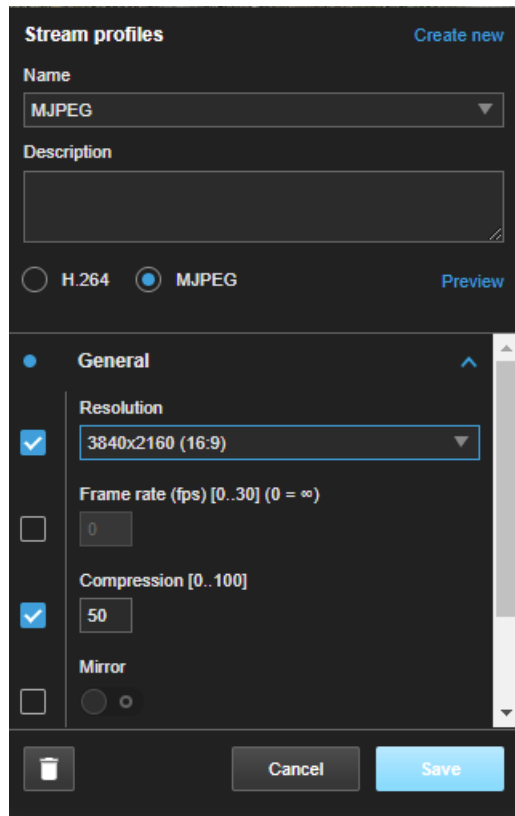 Stream profiles Create new
Name
MJPEG
Description
H.264 MJPEG Preview
General
Resolution
3840x2160 (16:9)
Frame rate (fps) [0..30] (0 = ∞)
0
Compression [0..100]
50
Mirror
Cancel Save